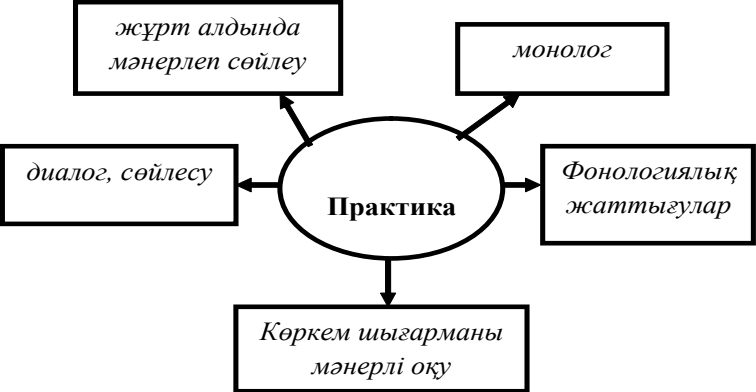 жұрт алдында
мәнерлеп сөйлеу
монолог
диалог, сөйлесу
Практика
Фонологиялық
жаттығулар
Көркем шығарманы
мәнерлі оқу